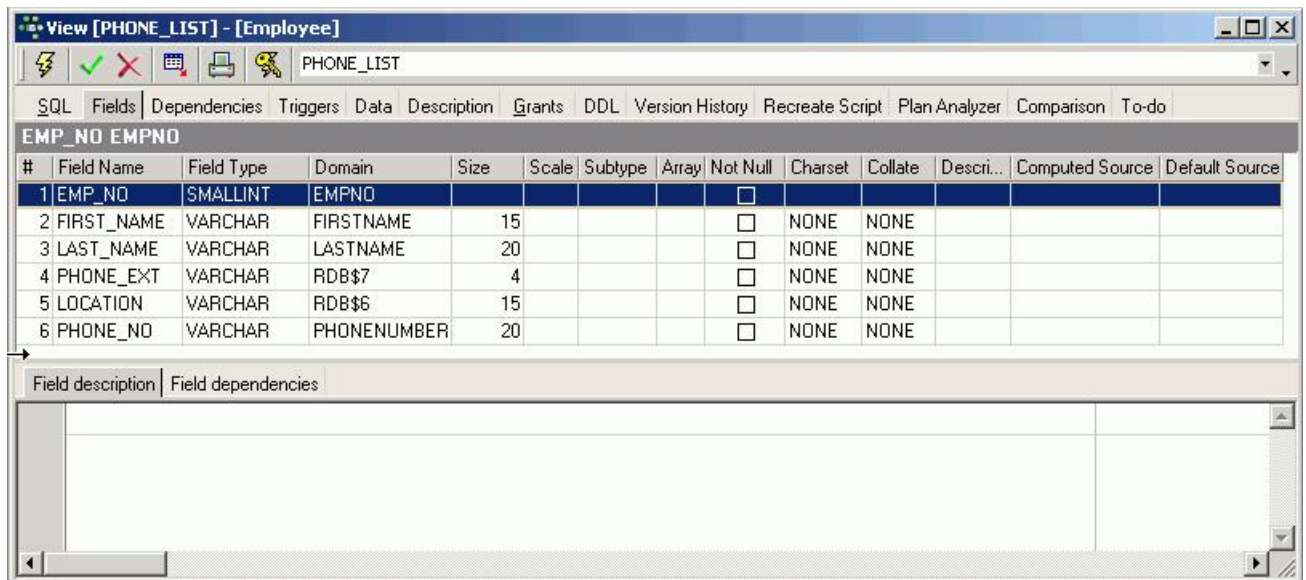 View [PHONE_LIST] - [Employee]
PHONE_LIST
SQL Fields Dependencies Triggers Data Description Grants DDL Version History Recreate Script Plan Analyzer Comparison To-do
EMP_NO EMPNO
# Field Name Field Type Domain Size Scale Subtype Array Not Null Charset Collate Descri... Computed Source Default Source
1 EMP_NO SMALLINT EMPNO
2 FIRST_NAME VARCHAR FIRSTNAME 15 NONE NONE
3 LAST_NAME VARCHAR LASTNAME 20 NONE NONE
4 PHONE_EXT VARCHAR RDB$7 4 NONE NONE
5 LOCATION VARCHAR RDB$6 15 NONE NONE
6 PHONE_NO VARCHAR PHONENUMBER 20 NONE NONE
Field description Field dependencies